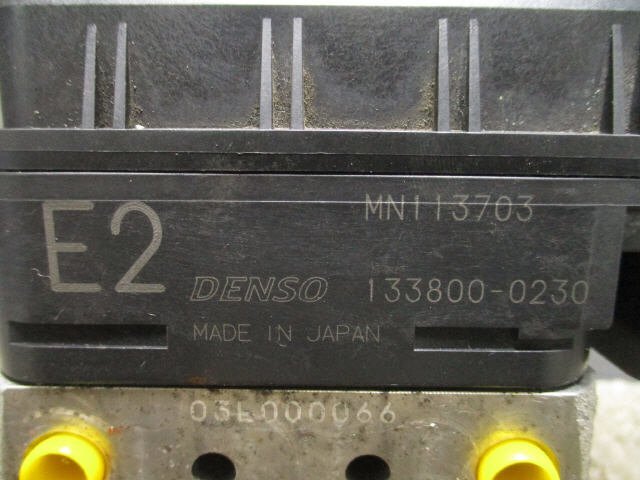 E2
MN113703
DENSO 133800-0230
MADE IN JAPAN
03L000066